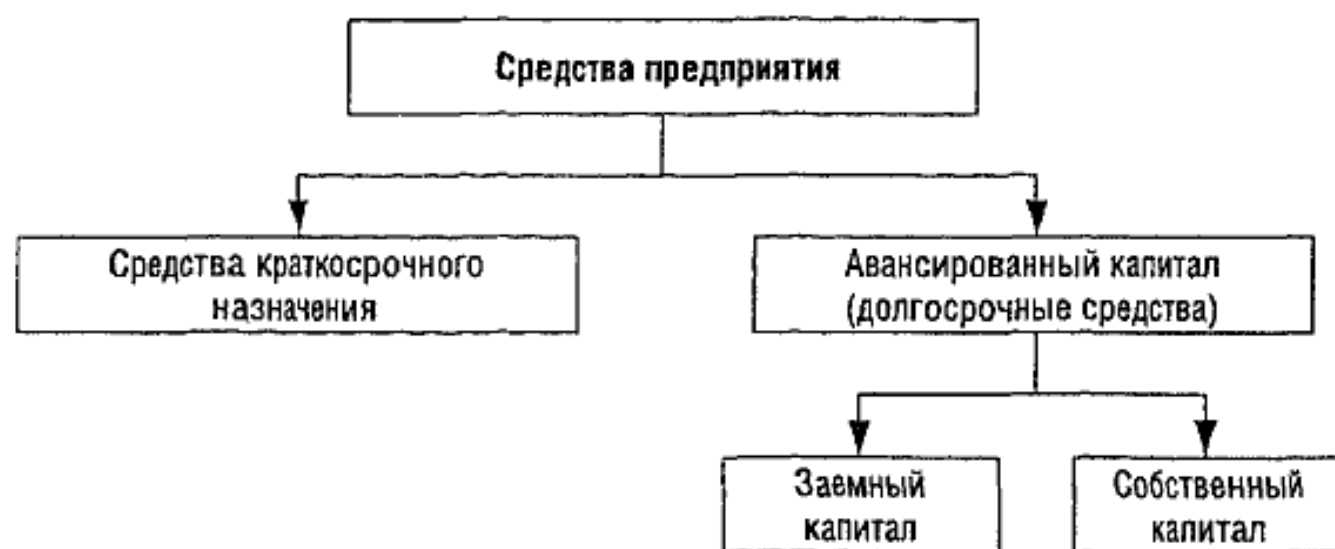 Средства предприятия
Средства краткосрочного
назначения
Авансированный капитал
(долгосрочные средства)
Заемный
капитал
Собственный
капитал